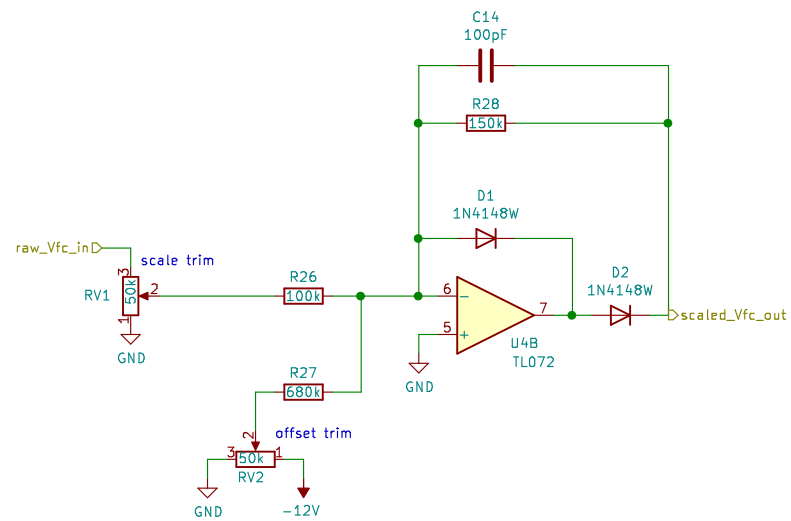 C14
100pF
R28
150k
D1
1N4148W
raw_Vfc_in
scale trim
3
50k
RV1
2
1
GND
R26
100k
6
-
5
+
7
U4B
TL072
GND
D2
1N4148W
scaled_Vfc_out
R27
680k
offset trim
2
3
50k
1
RV2
GND
-12V